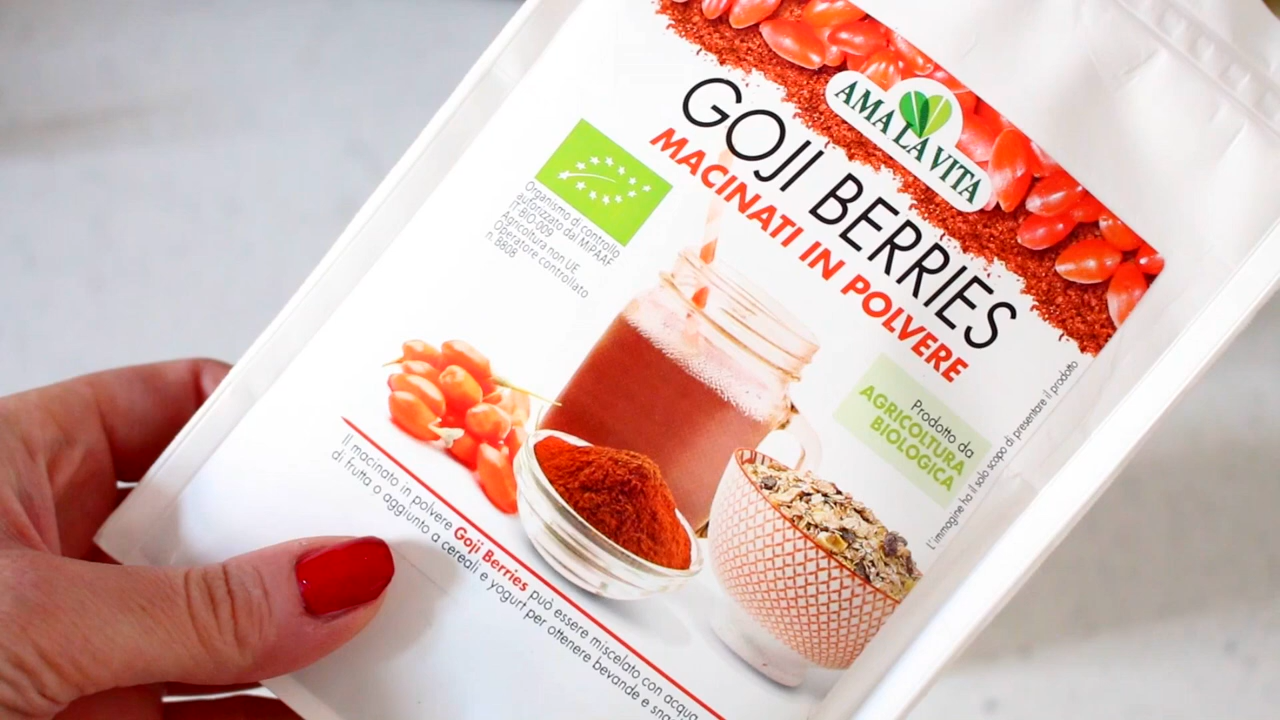 AMA LA VITA
GOJI BERRIES
MACINATI IN POLVERE
Organismo di controllo
autorizzato dal MIPAAF
IT-BIO-009
Agricoltura non UE
Operatore controllato
n. B808
Prodotto da
AGRICOLTURA
BIOLOGICA
L'immagine ha il solo scopo di presentare il prodotto
Il macinato in polvere Goji Berries può essere miscelato con acqua
di frutta o aggiunto a cereali e yogurt per ottenere bevande e